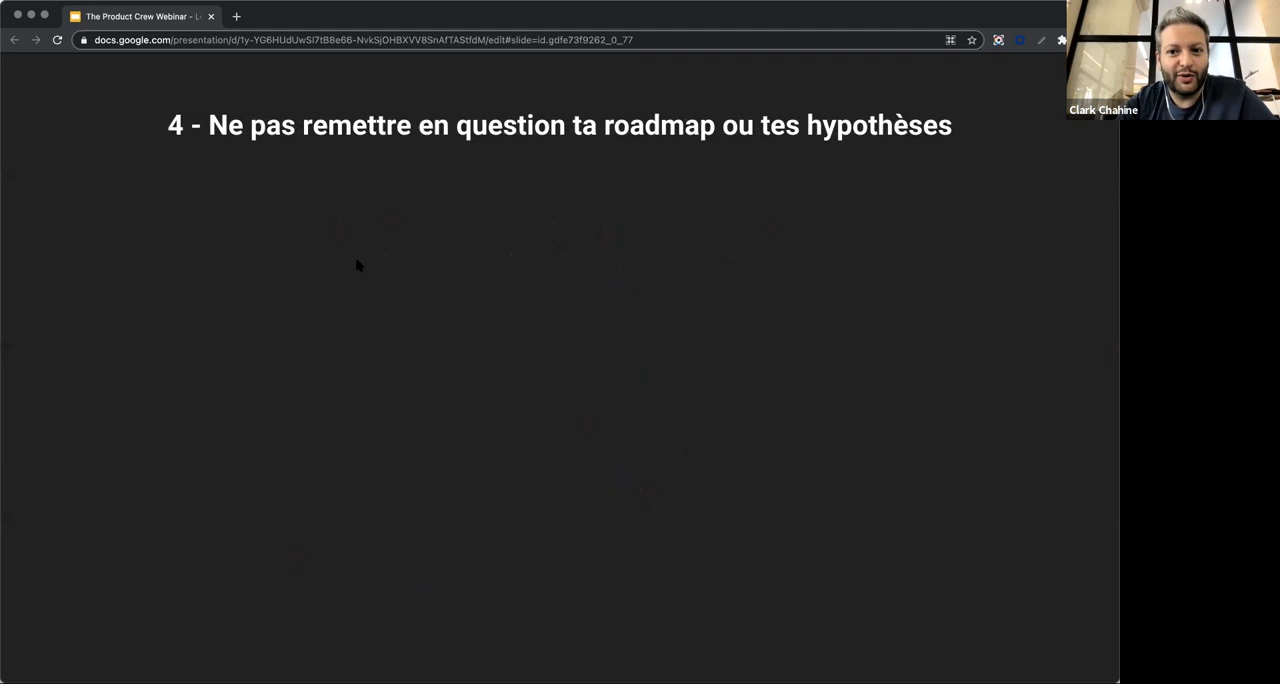 The Product Crew Webinar - L
docs.google.com/presentation/d/1y-YG6HUdUwSI7tB8e66-NvkSjOHBXVV8SnAfTAStfdM/edit#slide=id.gdfe73f9262_0_77
Clark Chahine
4 - Ne pas remettre en question ta roadmap ou tes hypothèses